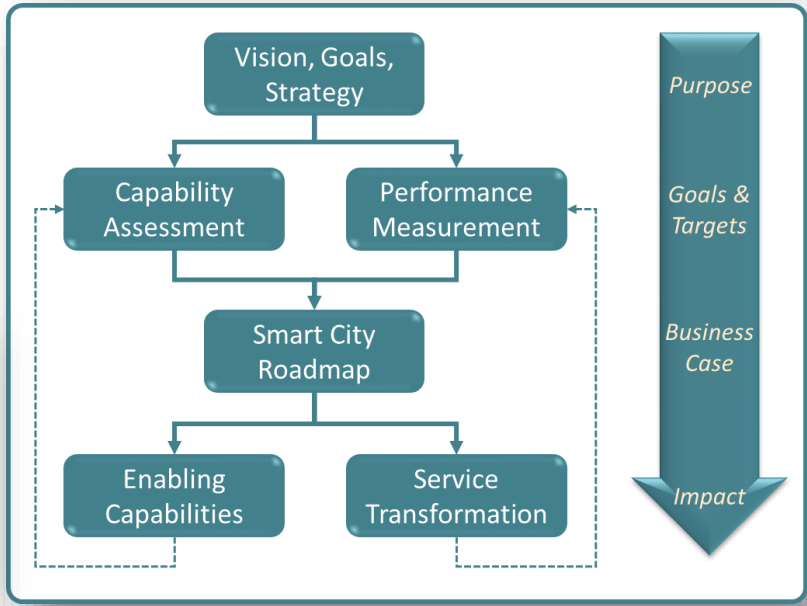 Vision, Goals,
Strategy
Purpose
Capability
Assessment
Performance
Measurement
Goals &
Targets
Smart City
Roadmap
Business
Case
Enabling
Capabilities
Service
Transformation
Impact